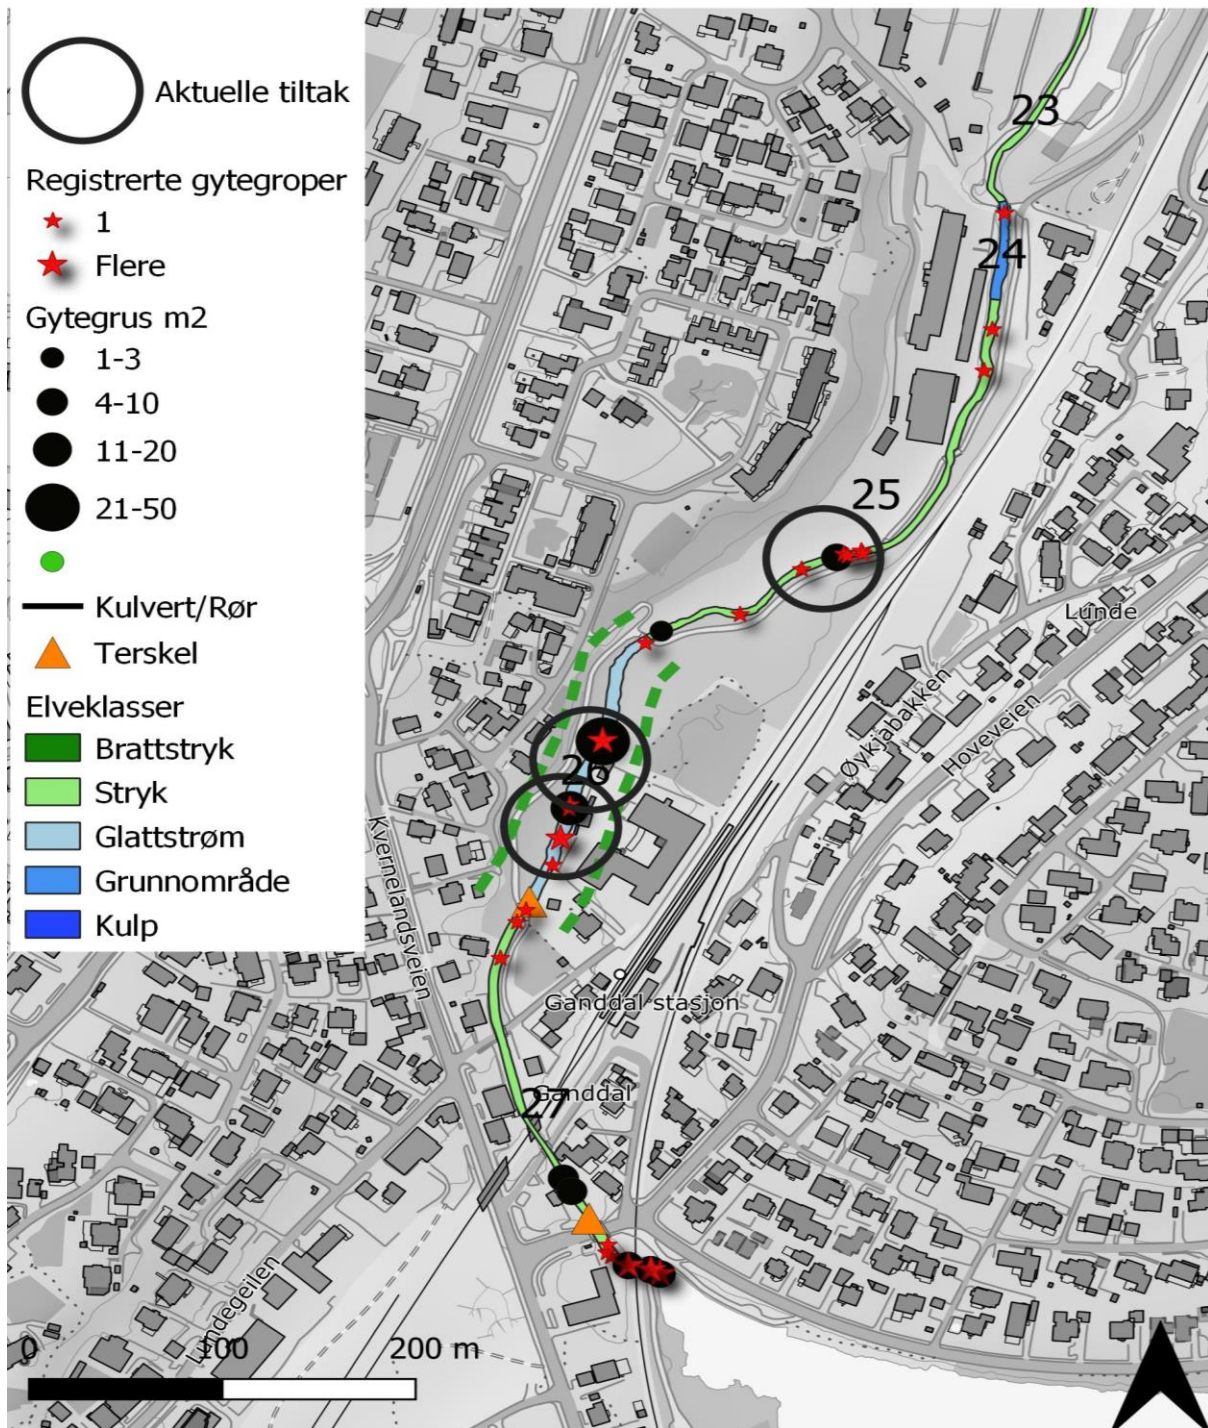 Aktuelle tiltak
Registrerte gytegroper
1
Flere
Gytegrus m2
1-3
4-10
11-20
21-50
Kulvert/Rør
Terskel
Elveklasser
Brattstryk
Stryk
Glattstrøm
Grunnområde
Kulp
23
24
25
Lunde
Øykjabakken
Hoveveien
26
Kvernelandsveien
Ganddal stasjon
27
Ganddal
Lundegeilen
0 100 200 m